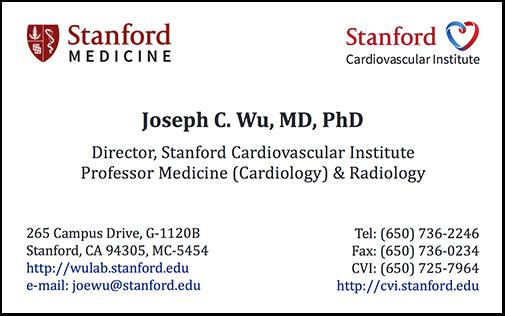 Stanford
MEDICINE
Stanford
Cardiovascular Institute
Joseph C. Wu, MD, PhD
Director, Stanford Cardiovascular Institute
Professor Medicine (Cardiology) & Radiology
265 Campus Drive, G-1120B
Stanford, CA 94305, MC-5454
http://wulab.stanford.edu
e-mail: joewu@stanford.edu
Tel: (650) 736-2246
Fax: (650) 736-0234
CVI: (650) 725-7964
http://cvi.stanford.edu